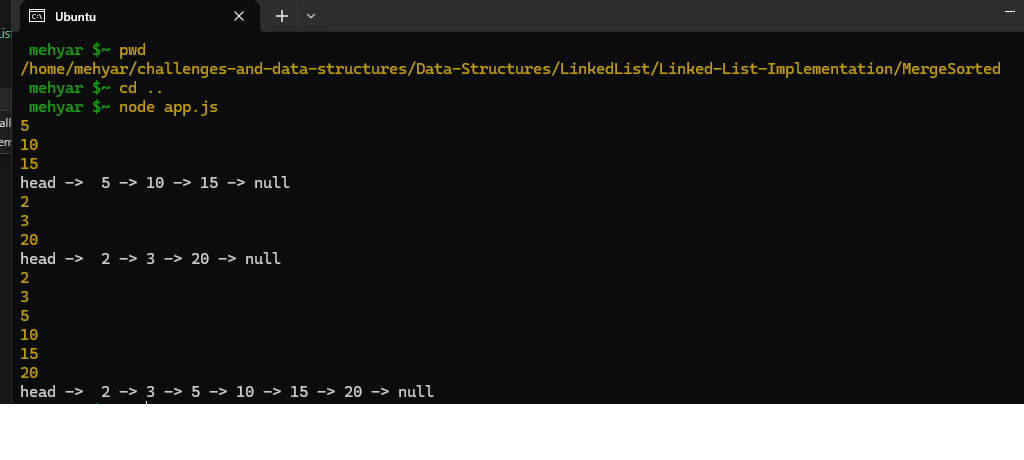 Ubuntu
mehyar $~ pwd
/home/mehyar/challenges-and-data-structures/Data-Structures/LinkedList/Linked-List-Implementation/MergeSorted
mehyar $~ cd ..
mehyar $~ node app.js
5
10
15
head ->  5 -> 10 -> 15 -> null
2
3
20
head ->  2 -> 3 -> 20 -> null
2
3
5
10
15
20
head ->  2 -> 3 -> 5 -> 10 -> 15 -> 20 -> null